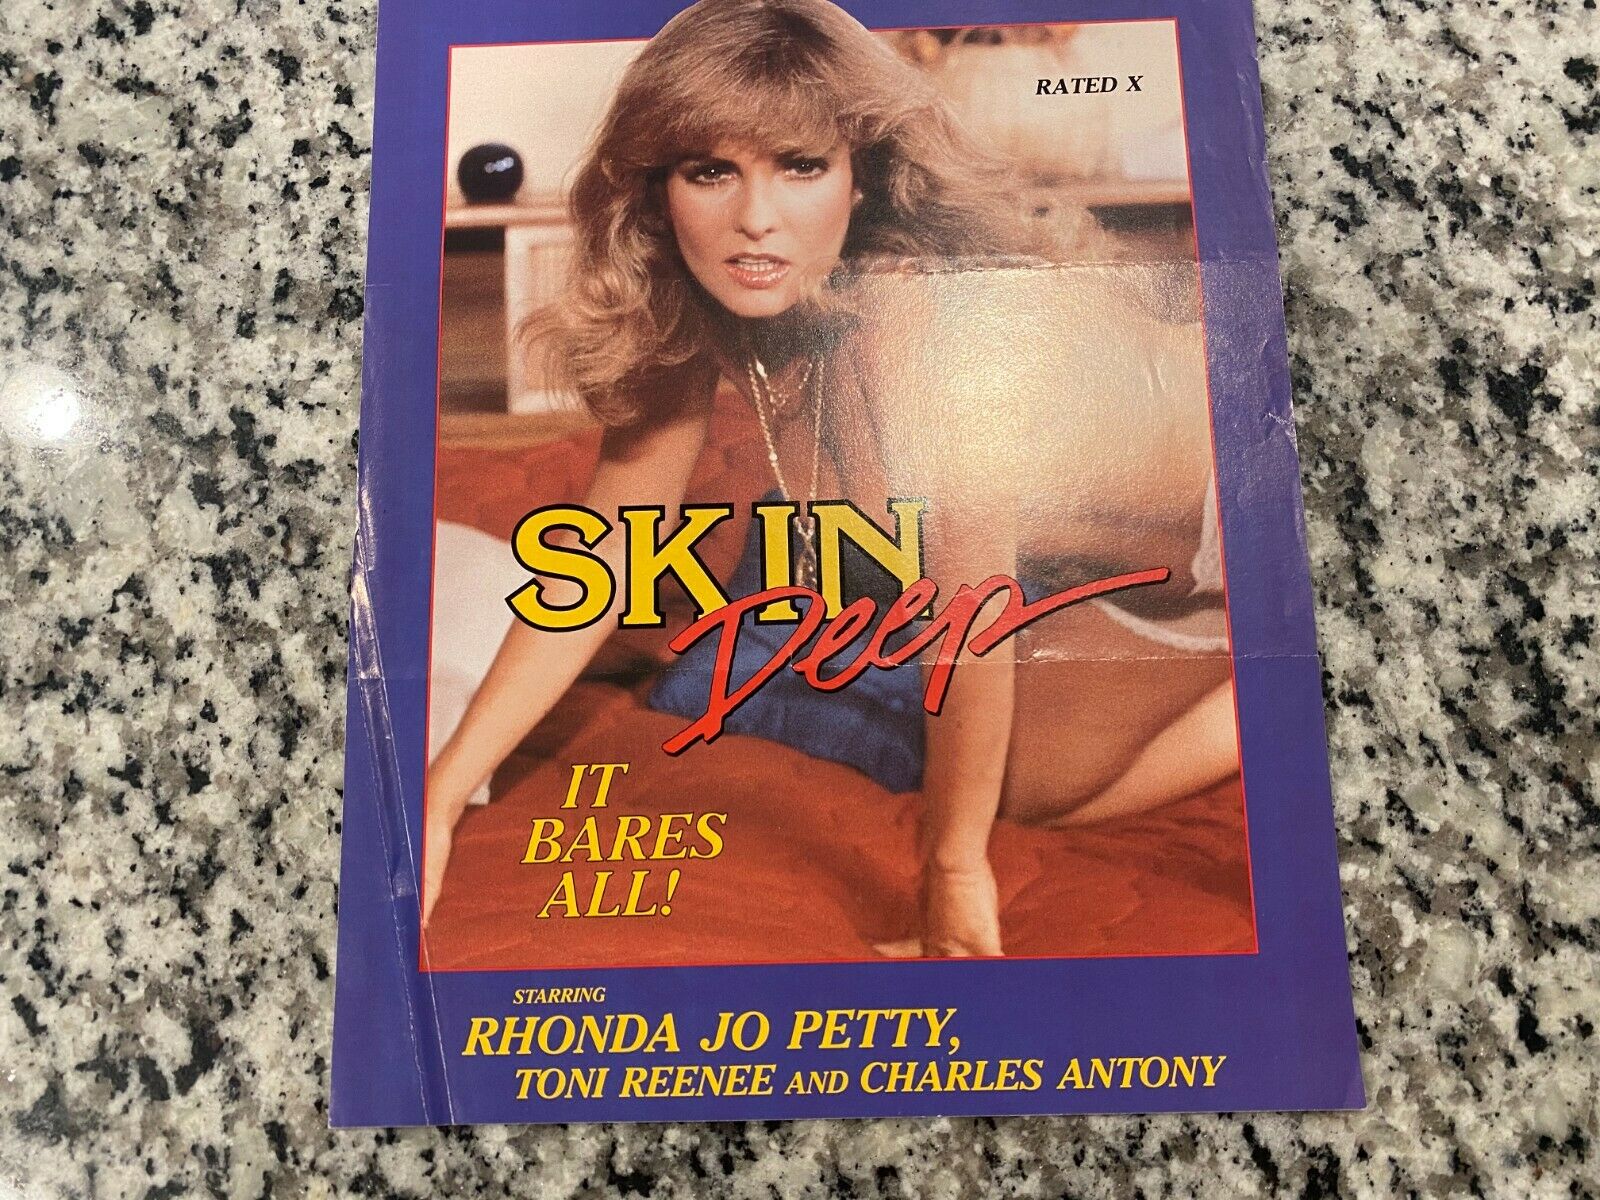 RATED X
SKIN
Deep
IT
BARES
ALL!
STARRING
RHONDA JO PETTY,
TONI REENEE AND CHARLES ANTONY